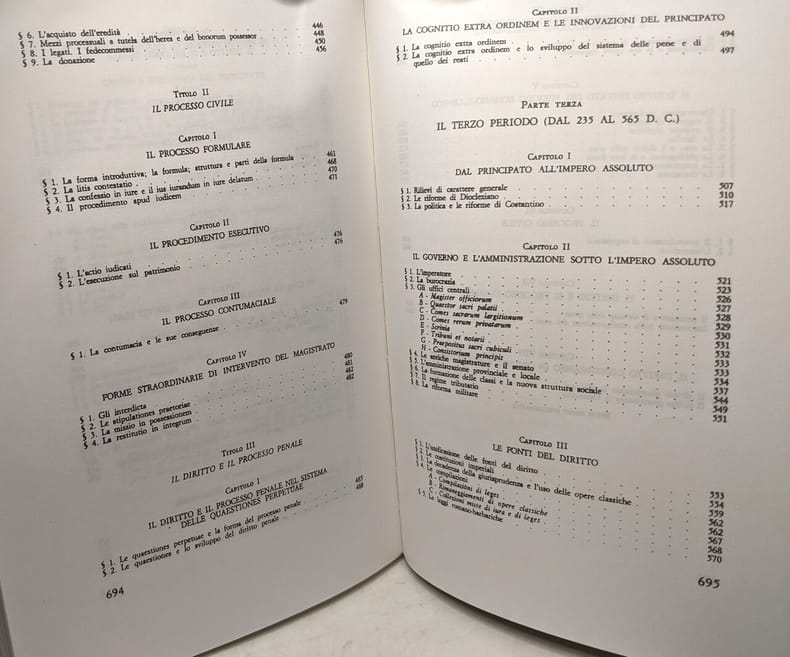 § 6. L'acquisto dell'eredità 446
§ 7. Mezzi processuali a tutela dell'heres e del bonorum possessor 448
§ 8. I legati. I fedecommessi 450
§ 9. La donazione 456
TITOLO II
IL PROCESSO CIVILE
CAPITOLO I
IL PROCESSO FORMULARE
§ 1. La forma introduttiva; la formula; struttura e parti della formula 461
§ 2. La litis contestatio 468
§ 3. La confessio in iure e il ius iurandum in iure delatum 470
§ 4. Il procedimento apud iudicem 471
CAPITOLO II
IL PROCEDIMENTO ESECUTIVO
§ 1. L'actio iudicati 476
§ 2. L'esecuzione sul patrimonio 476
CAPITOLO III
IL PROCESSO CONTUMACIALE
§ 1. La contumacia e le sue conseguenze 479
CAPITOLO IV
FORME STRAORDINARIE DI INTERVENTO DEL MAGISTRATO
§ 1. Gli interdicta 480
§ 2. Le stipulationes praetoriae 481
§ 3. La missio in possessionem 482
§ 4. La restitutio in integrum 482
TITOLO III
IL DIRITTO E IL PROCESSO PENALE
CAPITOLO I
IL DIRITTO E IL PROCESSO PENALE NEL SISTEMA
DELLE QUAESTIONES PERPETUAE
§ 1. Le quaestiones perpetuae e la forma del processo penale 485
§ 2. Le quaestiones e lo sviluppo del diritto penale 488
694
CAPITOLO II
LA COGNITIO EXTRA ORDINEM E LE INNOVAZIONI DEL PRINCIPATO
§ 1. La cognitio extra ordinem 494
§ 2. La cognitio extra ordinem e lo sviluppo del sistema delle pene e di
quello dei reati 497
PARTE TERZA
IL TERZO PERIODO (DAL 235 AL 565 D. C.)
CAPITOLO I
DAL PRINCIPATO ALL'IMPERO ASSOLUTO
§ 1. Rilievi di carattere generale 507
§ 2. Le riforme di Diocleziano 510
§ 3. La politica e le riforme di Costantino 517
CAPITOLO II
IL GOVERNO E L'AMMINISTRAZIONE SOTTO L'IMPERO ASSOLUTO
§ 1. L'imperatore 521
§ 2. La burocrazia 523
§ 3. Gli uffici centrali 526
A - Magister officiorum 527
B - Quaestor sacri palatii 528
C - Comes sacrarum largitionum 529
D - Comes rerum privatarum 530
E - Scrinia 531
F - Tribuni et notarii 532
G - Praepositus sacri cubiculi 533
H - Consistorium principis 533
§ 4. Le antiche magistrature e il senato 534
§ 5. L'amministrazione provinciale e locale 537
§ 6. La formazione delle classi e la nuova struttura sociale 544
§ 7. Il regime tributario 549
§ 8. La riforma militare 551
CAPITOLO III
LE FONTI DEL DIRITTO
§ 1. L'unificazione delle fonti del diritto 553
§ 2. Le costituzioni imperiali 554
§ 3. La decadenza della giurisprudenza e l'uso delle opere classiche 559
§ 4. Le compilazioni 562
A - Compilazioni di leges 562
B - Rimaneggiamenti di opere classiche 567
C - Collezioni miste di iura e di leges 568
§ 5. Le leggi romano-barbariche 570
695